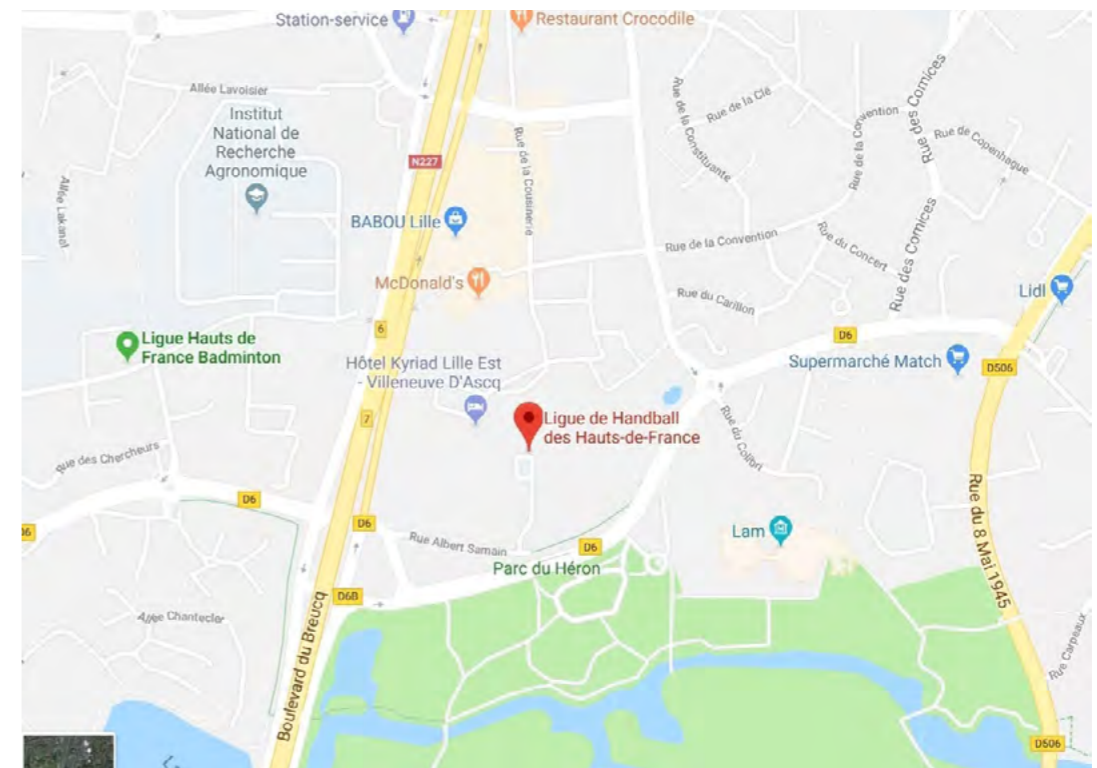 Station-service
Restaurant Crocodile
Allée Lavoisier
Institut
National de
Recherche
Agronomique
Allée Lakanal
N227
BABOU Lille
McDonald's
Rue de la Cousinerie
Rue de la Constituante
Rue de la Clé
Rue de la Convention
Rue des Cornices
Rue de Copenhague
Rue de la Convention
Rue du Concert
Rue des Cornices
Rue du Carillon
Lidl
6
D6
Ligue Hauts de
France Badminton
Hôtel Kyriad Lille Est
- Villeneuve D'Ascq
Supermarché Match
D506
7
Ligue de Handball
des Hauts-de-France
Rue du Colibri
Rue des Chercheurs
D6
D6
D6
Rue Albert Samain
D6
Lam
Parc du Héron
Rue du 8 Mai 1945
D6B
Allée Chantecler
Boulevard du Breucq
Rue Carpeaux
D506